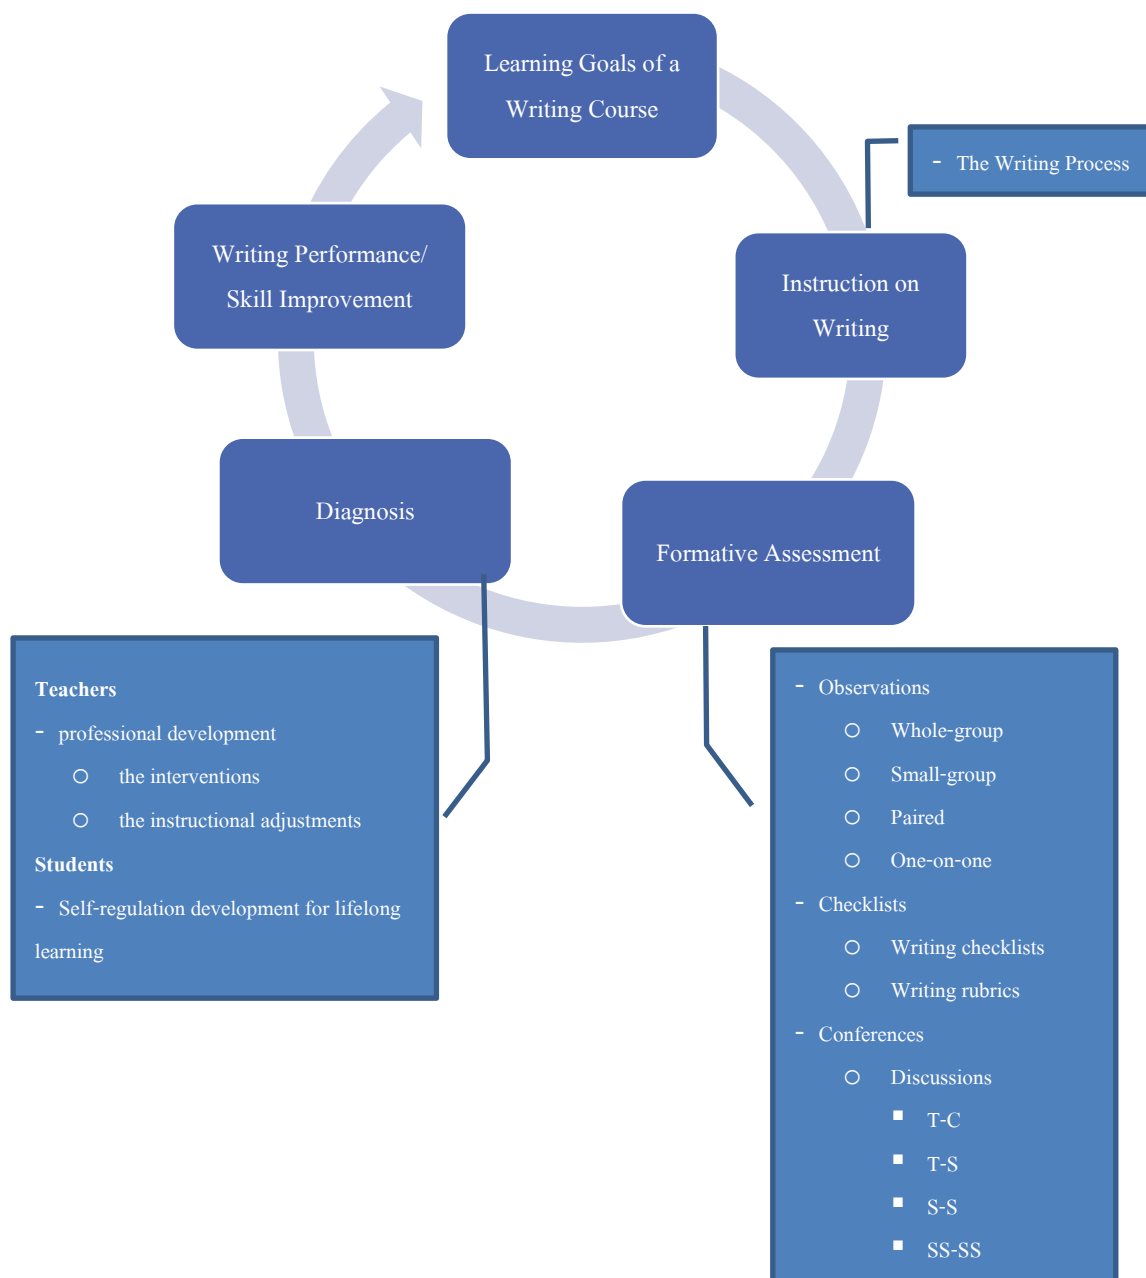 Learning Goals of a
Writing Course
- The Writing Process
Instruction on
Writing
Writing Performance/
Skill Improvement
Diagnosis
Formative Assessment
Teachers
- professional development
o the interventions
o the instructional adjustments
Students
- Self-regulation development for lifelong
learning
- Observations
o Whole-group
o Small-group
o Paired
o One-on-one
- Checklists
o Writing checklists
o Writing rubrics
- Conferences
o Discussions
▪ T-C
▪ T-S
▪ S-S
▪ SS-SS